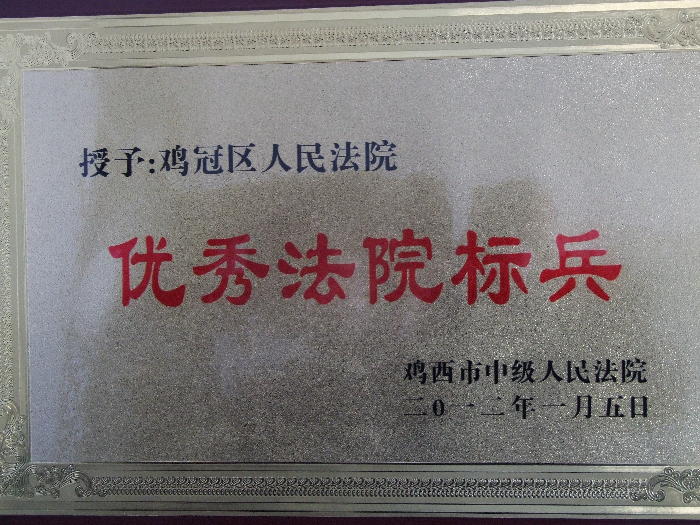 授予:鸡冠区人民法院
优秀法院标兵
鸡西市中级人民法院
二0一二年一月五日